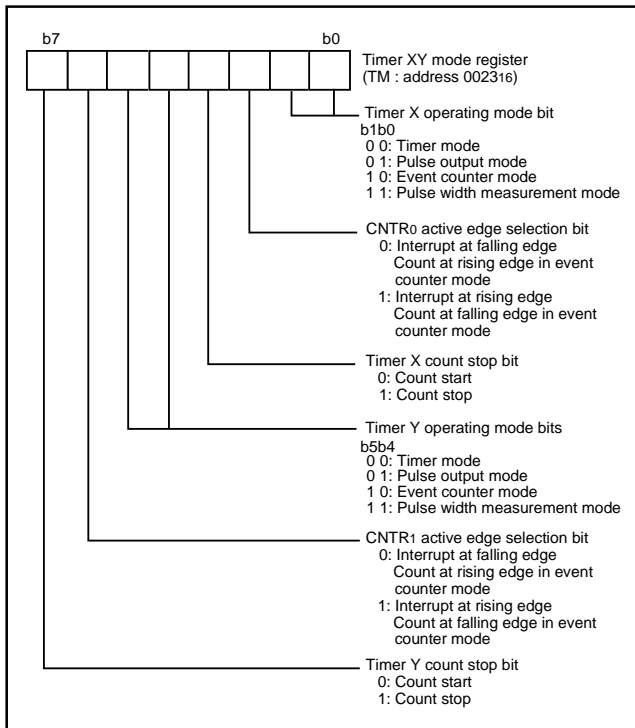 b7 b0
Timer XY mode register
(TM : address 002316)
Timer X operating mode bit
b1b0
0 0: Timer mode
0 1: Pulse output mode
1 0: Event counter mode
1 1: Pulse width measurement mode
CNTR0 active edge selection bit
0: Interrupt at falling edge
Count at rising edge in event
counter mode
1: Interrupt at rising edge
Count at falling edge in event
counter mode
Timer X count stop bit
0: Count start
1: Count stop
Timer Y operating mode bits
b5b4
0 0: Timer mode
0 1: Pulse output mode
1 0: Event counter mode
1 1: Pulse width measurement mode
CNTR1 active edge selection bit
0: Interrupt at falling edge
Count at rising edge in event
counter mode
1: Interrupt at rising edge
Count at falling edge in event
counter mode
Timer Y count stop bit
0: Count start
1: Count stop